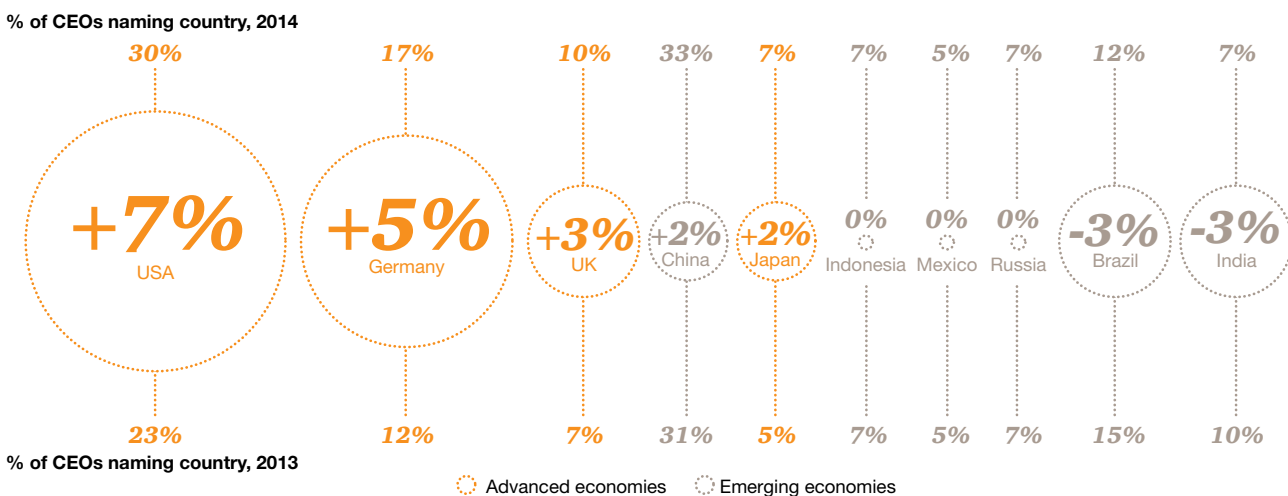 % of CEOs naming country, 2014
30% 17% 10% 33% 7% 7% 5% 7% 12% 7%
+7% +5% +3% +2% +2% 0% 0% 0% -3% -3%
USA Germany UK China Japan Indonesia Mexico Russia Brazil India
23% 12% 7% 31% 5% 7% 5% 7% 15% 10%
% of CEOs naming country, 2013
Advanced economies Emerging economies